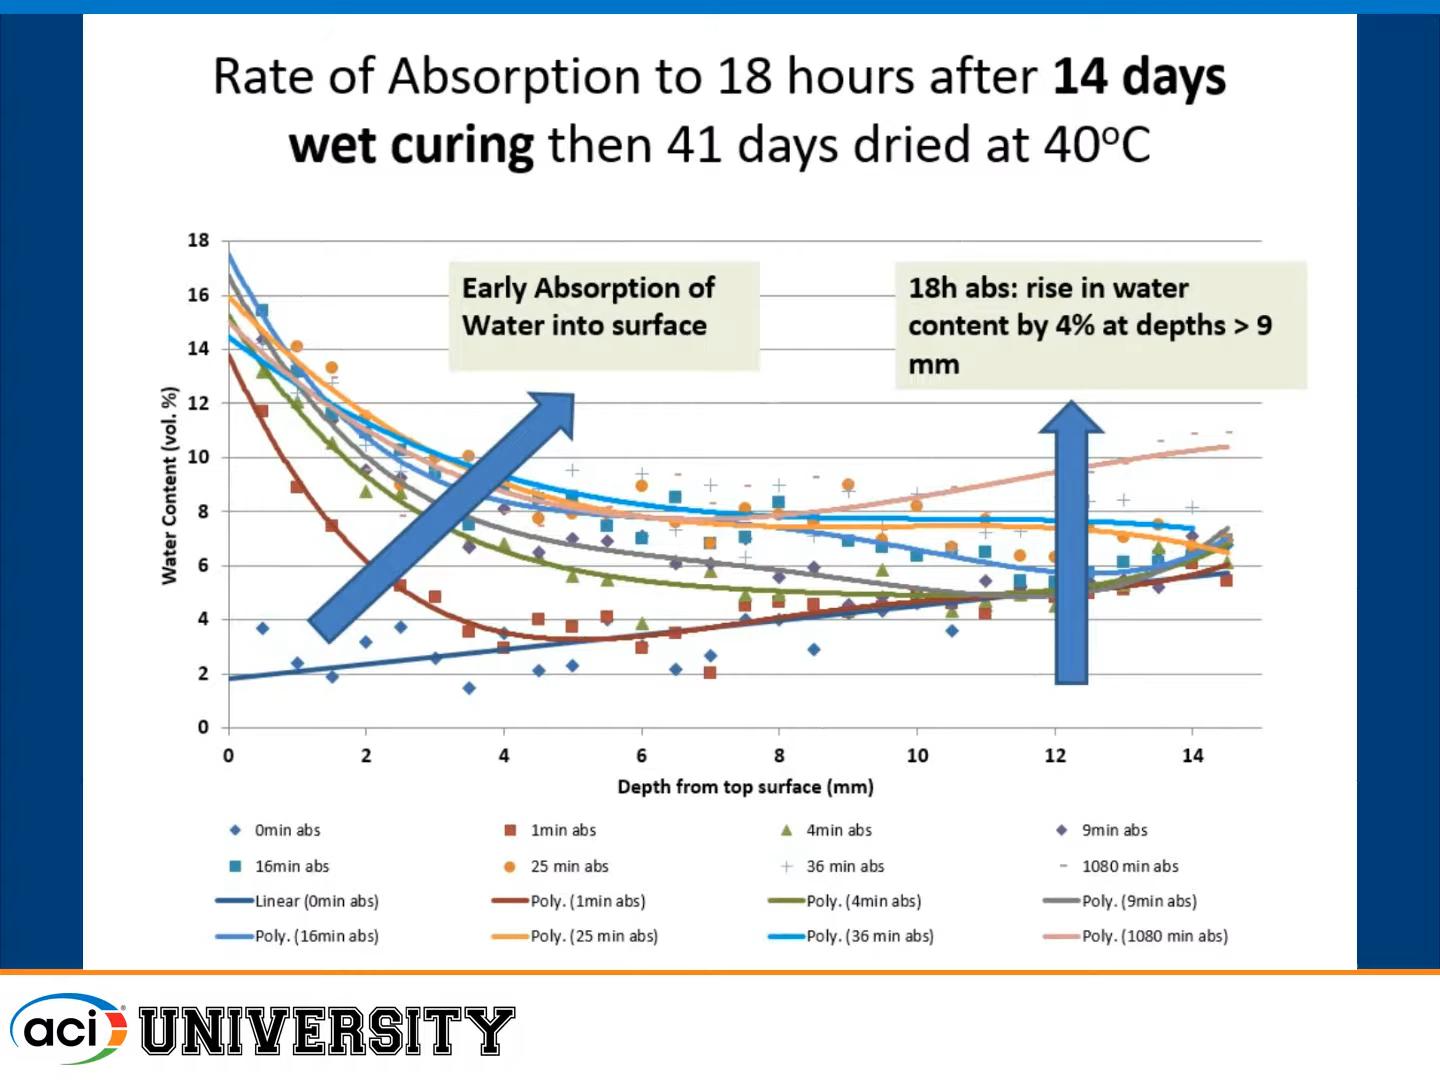 Rate of Absorption to 18 hours after 14 days
wet curing then 41 days dried at 40°C
Early Absorption of
Water into surface
18h abs: rise in water
content by 4% at depths > 9
mm
Water Content (vol. %)
18
16
14
12
10
8
6
4
2
0
0 2 4 6 8 10 12 14
Depth from top surface (mm)
0min abs 1min abs 4min abs 9min abs
16min abs 25 min abs 36 min abs 1080 min abs
Linear (0min abs) Poly. (1min abs) Poly. (4min abs) Poly. (9min abs)
Poly. (16min abs) Poly. (25 min abs) Poly. (36 min abs) Poly. (1080 min abs)
aci UNIVERSITY